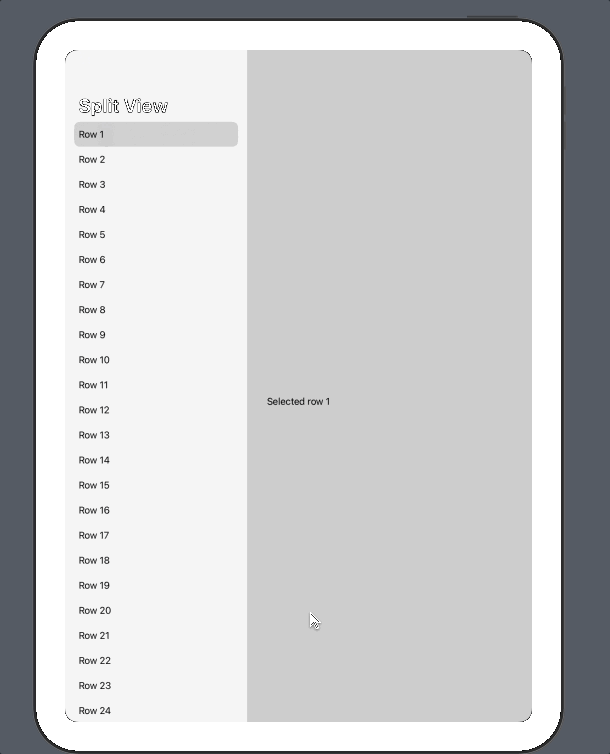 Split View
Row 1
Row 2
Row 3
Row 4
Row 5
Row 6
Row 7
Row 8
Row 9
Row 10
Row 11
Row 12
Row 13
Row 14
Row 15
Row 16
Row 17
Row 18
Row 19
Row 20
Row 21
Row 22
Row 23
Row 24
Selected row 1